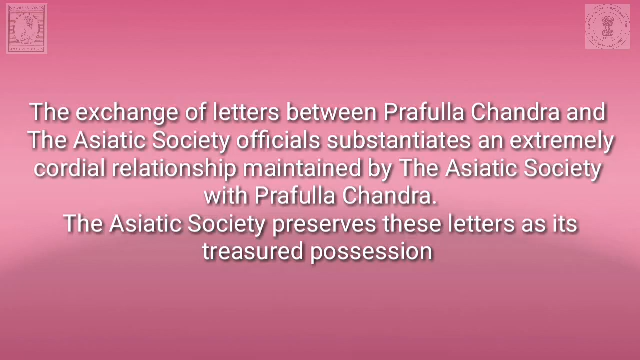 The exchange of letters between Prafulla Chandra and
The Asiatic Society officials substantiates an extremely
cordial relationship maintained by The Asiatic Society
with Prafulla Chandra.
The Asiatic Society preserves these letters as its
treasured possession